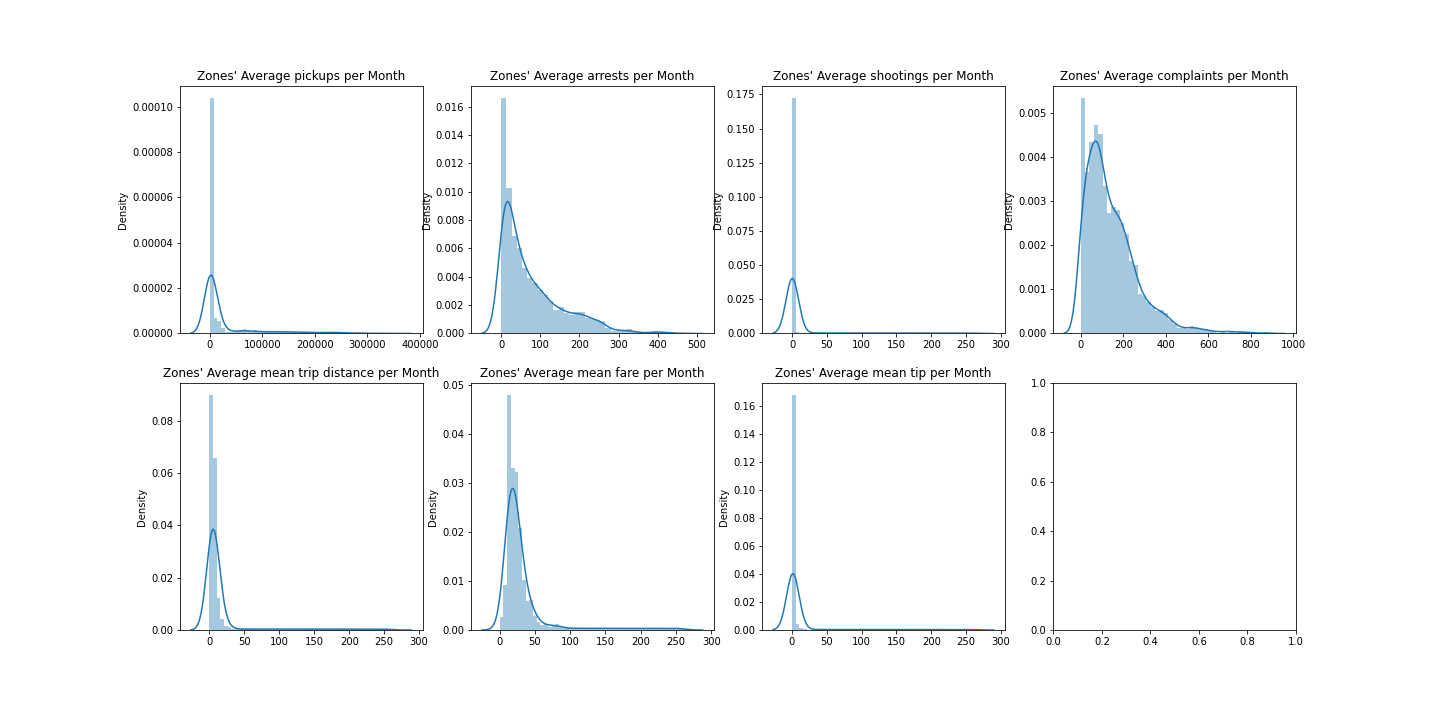 Zones' Average pickups per Month
0.00010
0.00008
0.00006
0.00004
0.00002
0.00000
Density
0 100000 200000 300000 400000
Zones' Average arrests per Month
0.016
0.014
0.012
0.010
0.008
0.006
0.004
0.002
0.000
Density
0 100 200 300 400 500
Zones' Average shootings per Month
0.175
0.150
0.125
0.100
0.075
0.050
0.025
0.000
Density
0 50 100 150 200 250 300
Zones' Average complaints per Month
0.005
0.004
0.003
0.002
0.001
0.000
Density
0 200 400 600 800 1000
Zones' Average mean trip distance per Month
0.08
0.06
0.04
0.02
0.00
Density
0 50 100 150 200 250 300
Zones' Average mean fare per Month
0.05
0.04
0.03
0.02
0.01
0.00
Density
0 50 100 150 200 250 300
Zones' Average mean tip per Month
0.16
0.14
0.12
0.10
0.08
0.06
0.04
0.02
0.00
Density
0 50 100 150 200 250 300
1.0
0.8
0.6
0.4
0.2
0.0
0.0 0.2 0.4 0.6 0.8 1.0